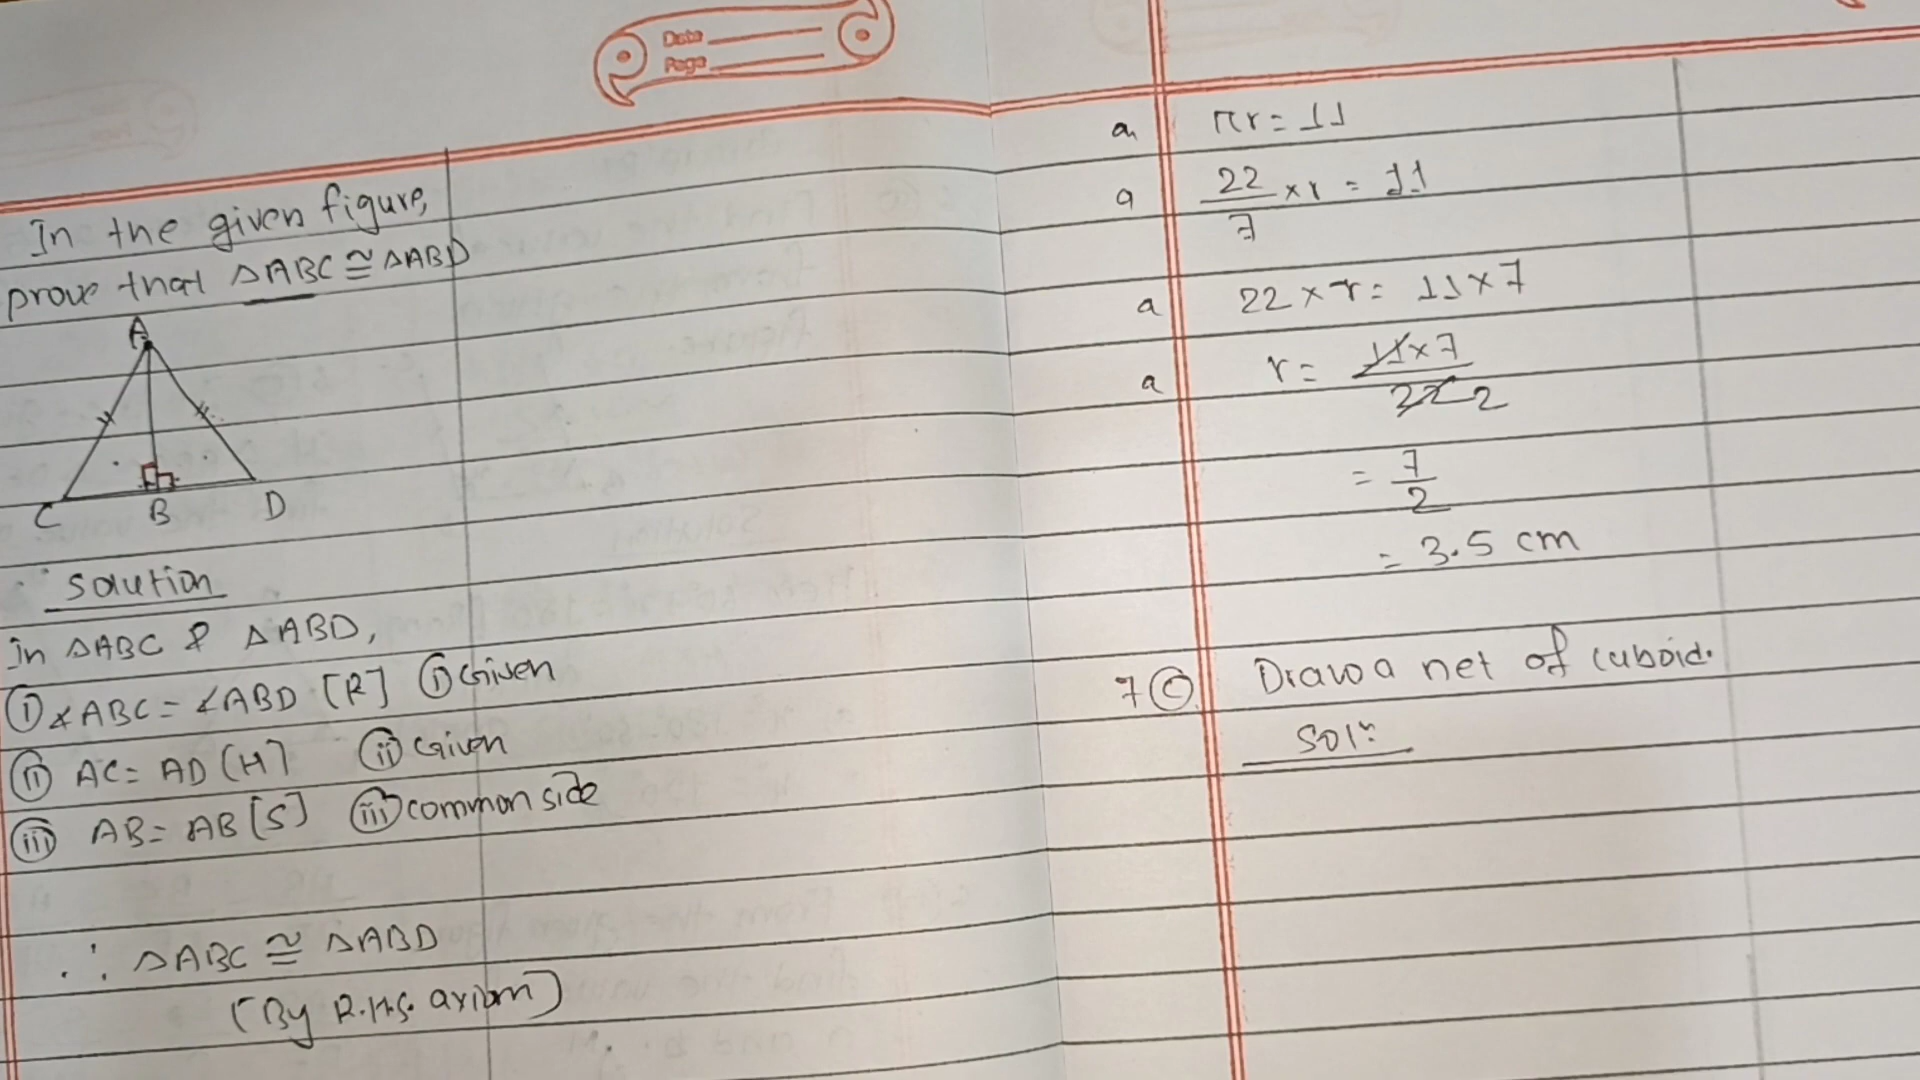 Date
Page
In the given figure,
prove that △ABC ≅ △ABD
A
C B D
Solution
in △ABC & △ABD,
(i) ∡ABC = ∡ABD [R] (i) Given
(ii) AC = AD (H] (ii) Given
(iii) AB = AB [S] (iii) common side
∴ △ABC ≅ △ABD
(By R.H.S. axiom)
a πr = 11
a 22/7 × r = 11
a 22 × r = 11 × 7
a r = 11 × 7 / 22 2
= 7/2
= 3.5 cm
7 (C) Draw a net of cuboid.
Solⁿ